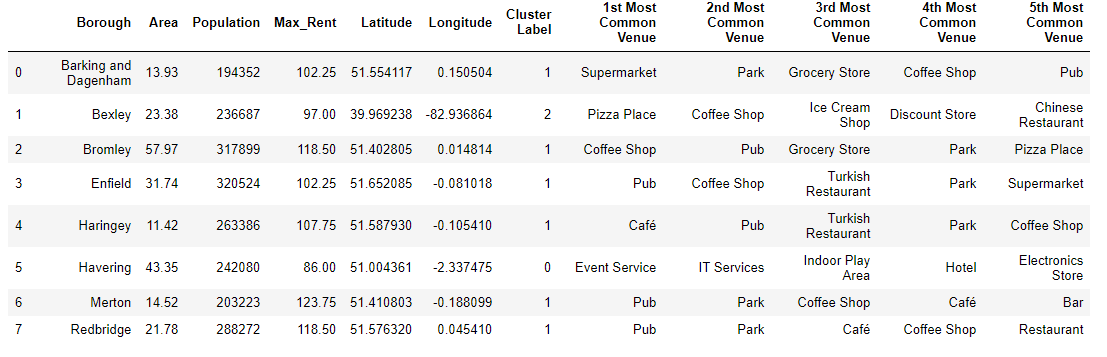 Borough Area Population Max_Rent Latitude Longitude Cluster Label 1st Most Common Venue 2nd Most Common Venue 3rd Most Common Venue 4th Most Common Venue 5th Most Common Venue
0 Barking and Dagenham 13.93 194352 102.25 51.554117 0.150504 1 Supermarket Park Grocery Store Coffee Shop Pub
1 Bexley 23.38 236687 97.00 39.969238 -82.936864 2 Pizza Place Coffee Shop Ice Cream Shop Discount Store Chinese Restaurant
2 Bromley 57.97 317899 118.50 51.402805 0.014814 1 Coffee Shop Pub Grocery Store Park Pizza Place
3 Enfield 31.74 320524 102.25 51.652085 -0.081018 1 Pub Coffee Shop Turkish Restaurant Park Supermarket
4 Haringey 11.42 263386 107.75 51.587930 -0.105410 1 Café Pub Turkish Restaurant Park Coffee Shop
5 Havering 43.35 242080 86.00 51.004361 -2.337475 0 Event Service IT Services Indoor Play Area Hotel Electronics Store
6 Merton 14.52 203223 123.75 51.410803 -0.188099 1 Pub Park Coffee Shop Café Bar
7 Redbridge 21.78 288272 118.50 51.576320 0.045410 1 Pub Park Café Coffee Shop Restaurant